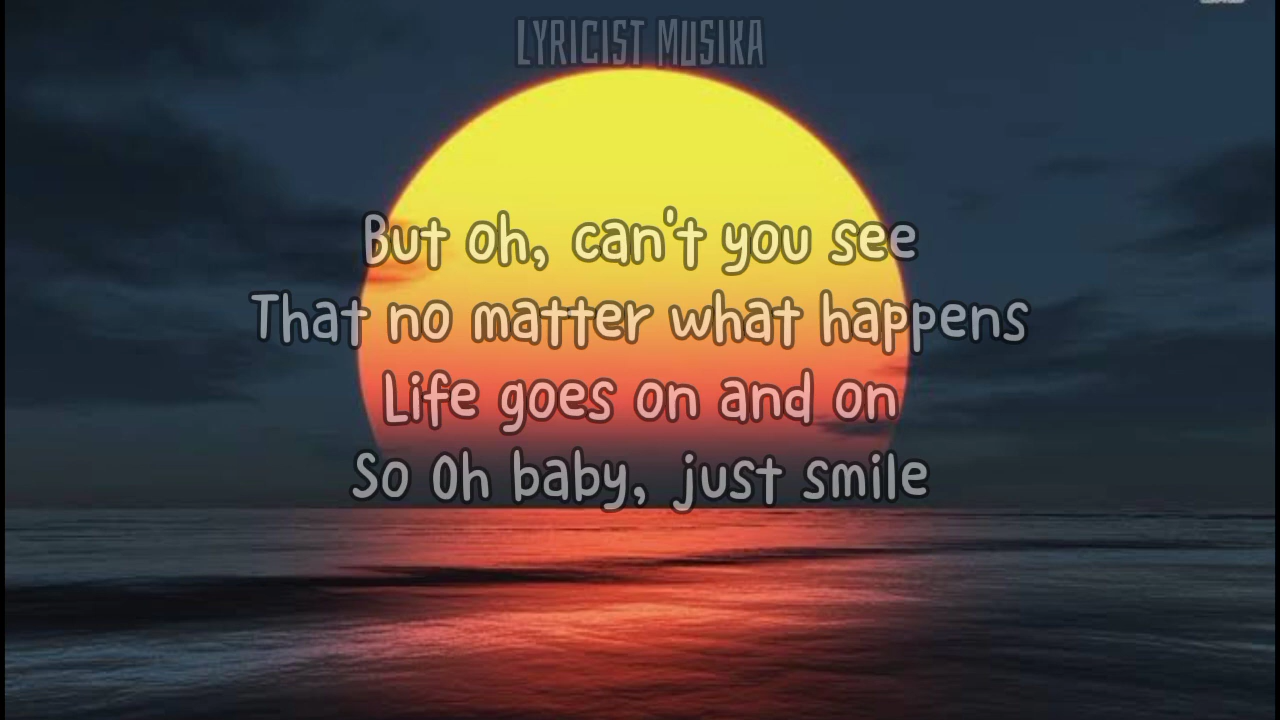 LYRICIST MUSIKA
But oh, can't you see
That no matter what happens
Life goes on and on
So Oh baby, just smile